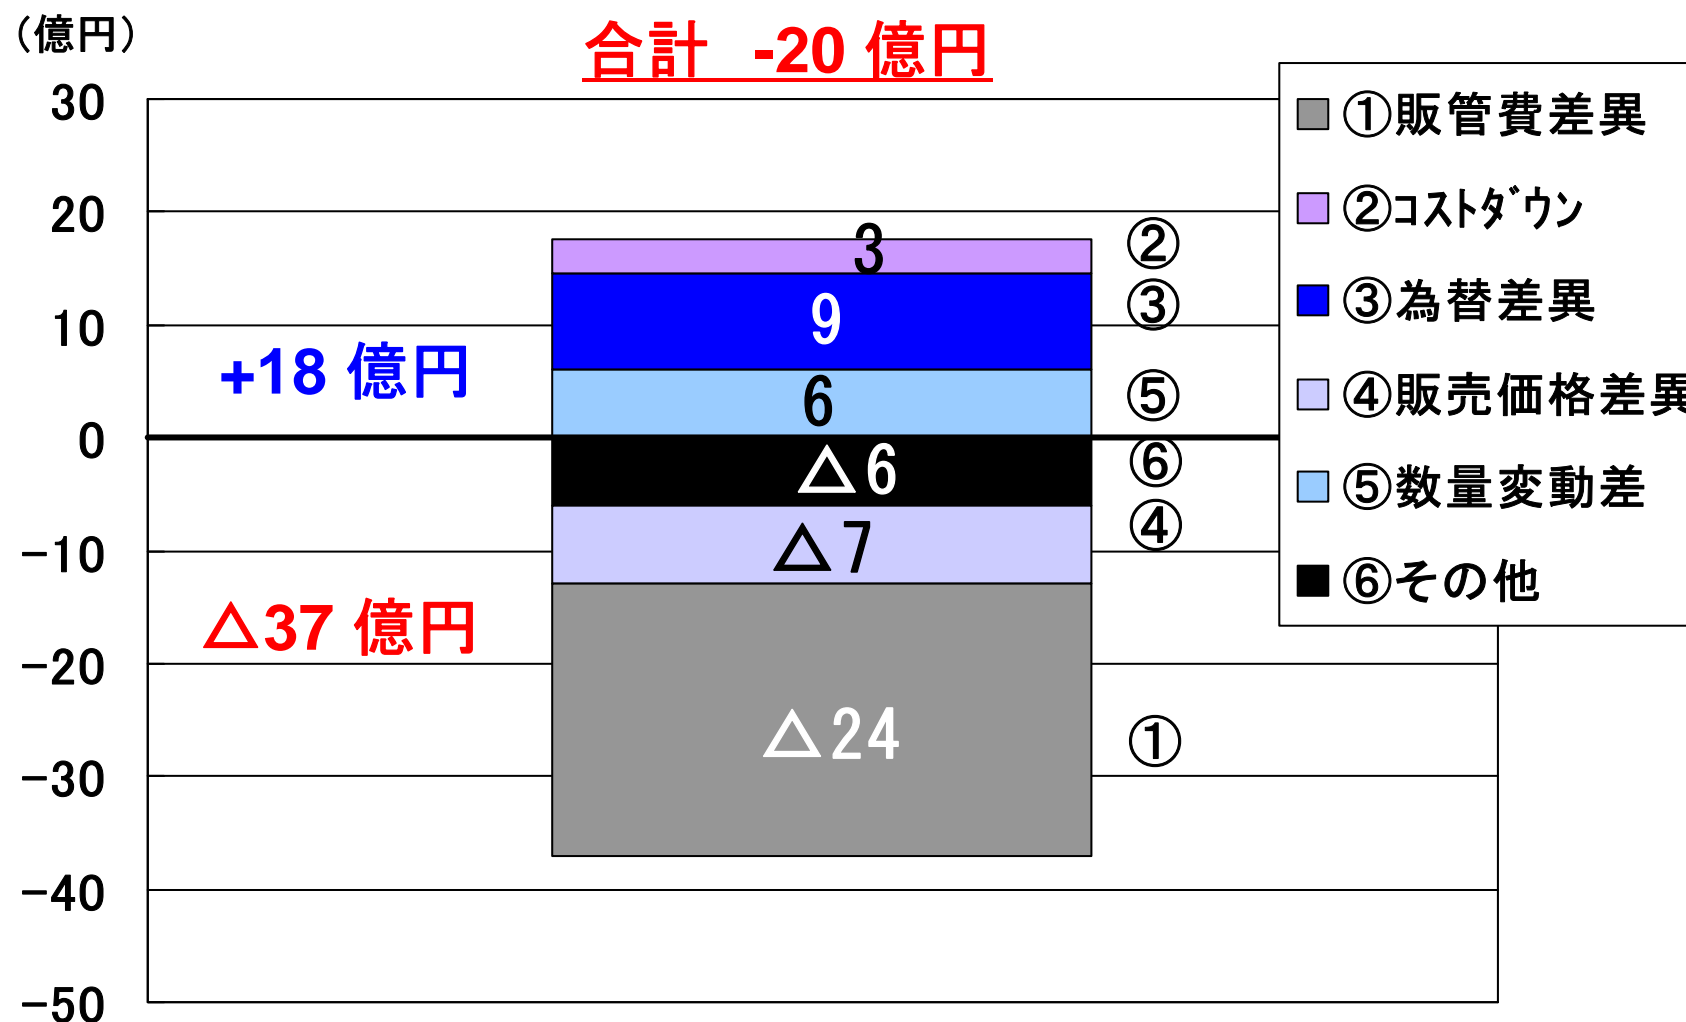 （億円）
合計　-20 億円
30
20
10
0
-10
-20
-30
-40
-50
+18 億円
△37 億円
3
9
6
△6
△7
△24
②
③
⑤
⑥
④
①
①販管費差異
②ｺｽﾄﾀﾞｳﾝ
③為替差異
④販売価格差異
⑤数量変動差
⑥その他